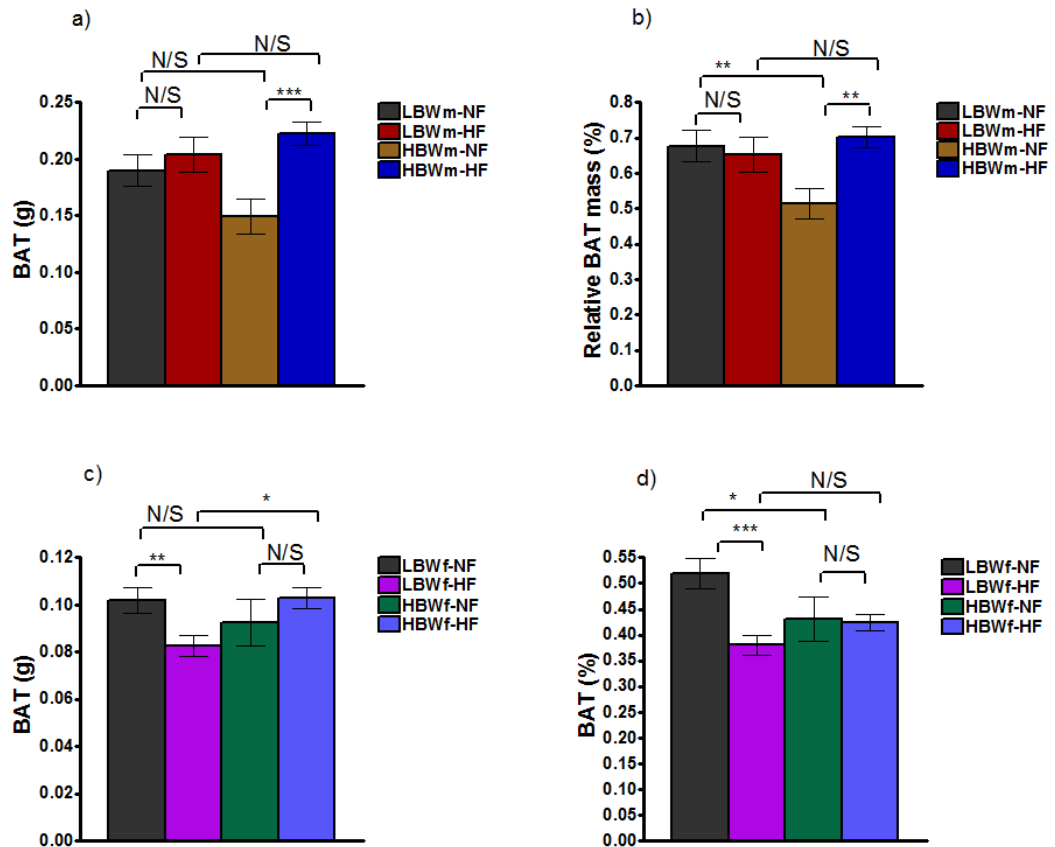 a)
N/S
N/S
N/S
***
0.25
0.20
0.15
0.10
0.05
0.00
BAT (g)
LBWm-NF
LBWm-HF
HBWm-NF
HBWm-HF
b)
N/S
**
N/S
**
0.8
0.7
0.6
0.5
0.4
0.3
0.2
0.1
0.0
Relative BAT mass (%)
LBWm-NF
LBWm-HF
HBWm-NF
HBWm-HF
c)
*
N/S
**
N/S
0.12
0.10
0.08
0.06
0.04
0.02
0.00
BAT (g)
LBWf-NF
LBWf-HF
HBWf-NF
HBWf-HF
d)
N/S
*
***
N/S
0.55
0.50
0.45
0.40
0.35
0.30
0.25
0.20
0.15
0.10
0.05
0.00
BAT (%)
LBWf-NF
LBWf-HF
HBWf-NF
HBWf-HF